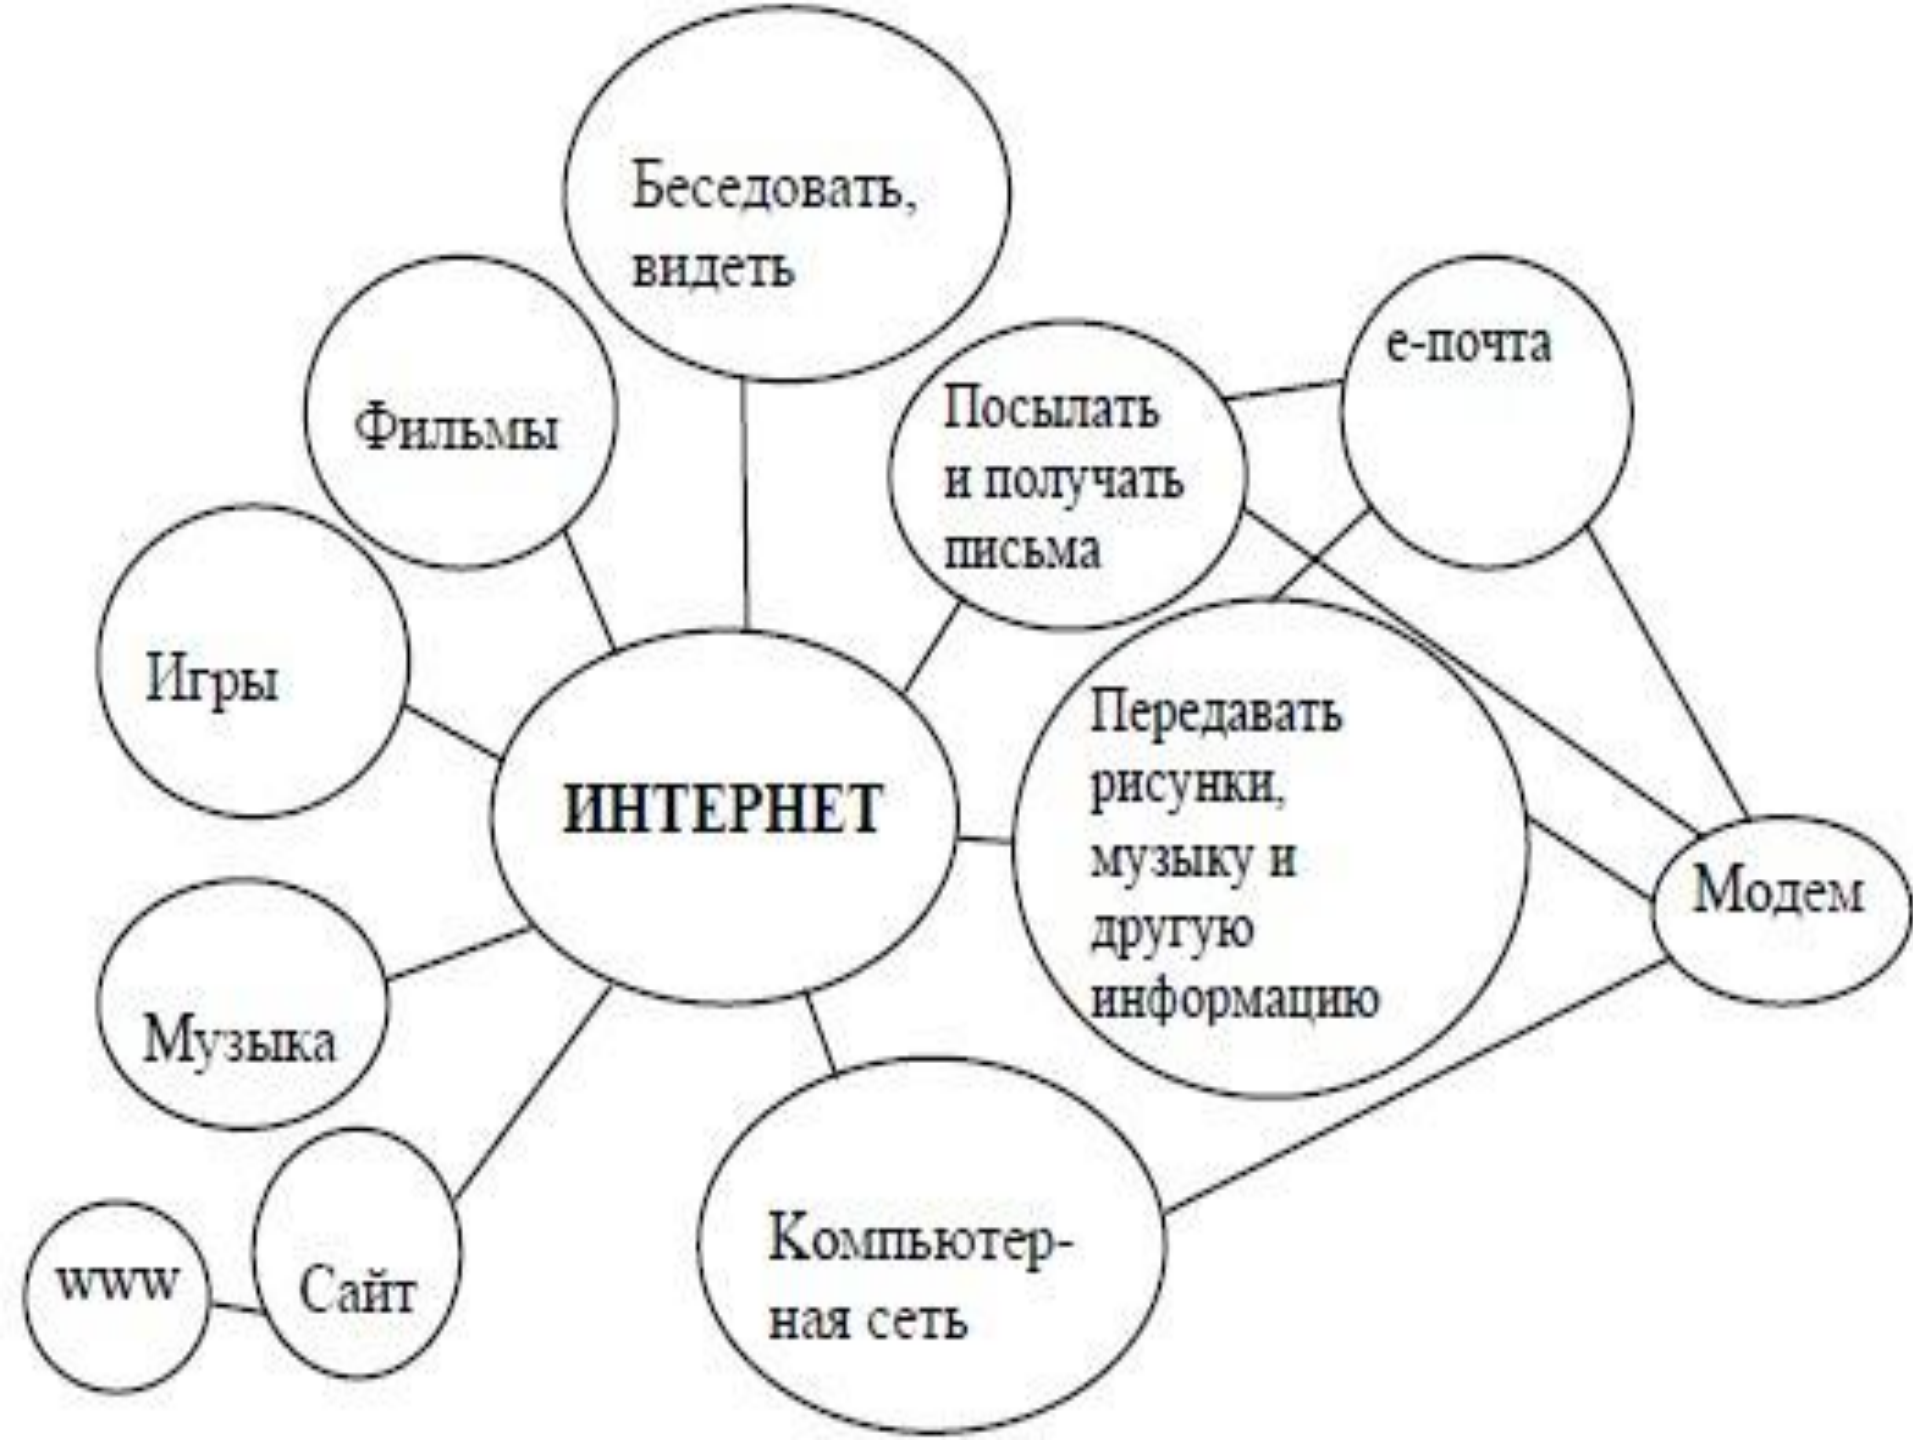 Беседовать,
видеть
Фильмы
е-почта
Посылать
и получать
письма
Игры
ИНТЕРНЕТ
Передавать
рисунки,
музыку и
другую
информацию
Модем
Музыка
www
Сайт
Компьютер-
ная сеть